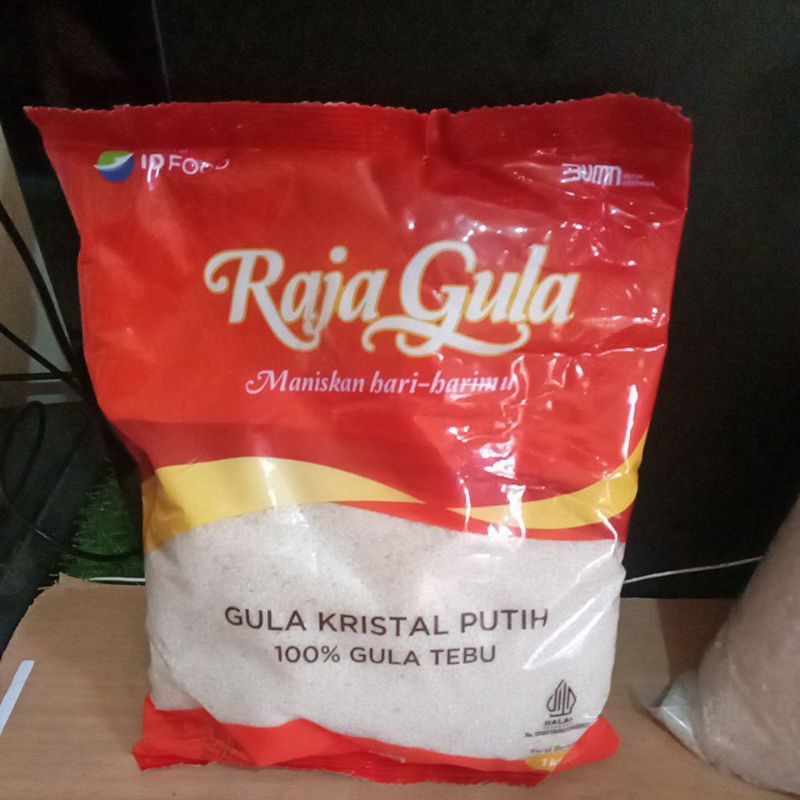 ID FOOD
BUMN
Raja Gula
Maniskan hari-harimu
GULA KRISTAL PUTIH
100% GULA TEBU
HALAL